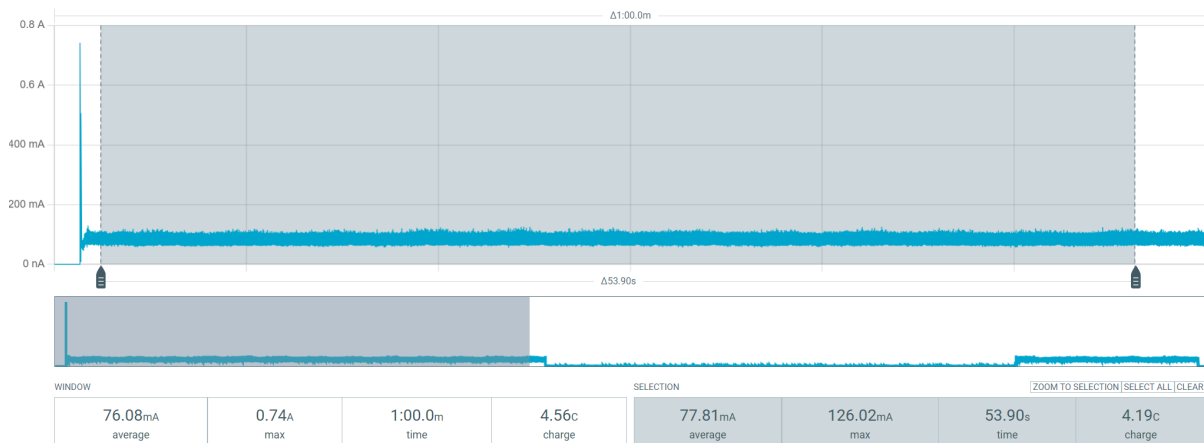 Δ1:00.0m
0.8 A
0.6 A
400 mA
200 mA
0 nA
Δ53.90s
WINDOW
SELECTION
ZOOM TO SELECTION SELECT ALL CLEAR
76.08mA 0.74A 1:00.0m 4.56C
average max time charge
77.81mA 126.02mA 53.90s 4.19C
average max time charge